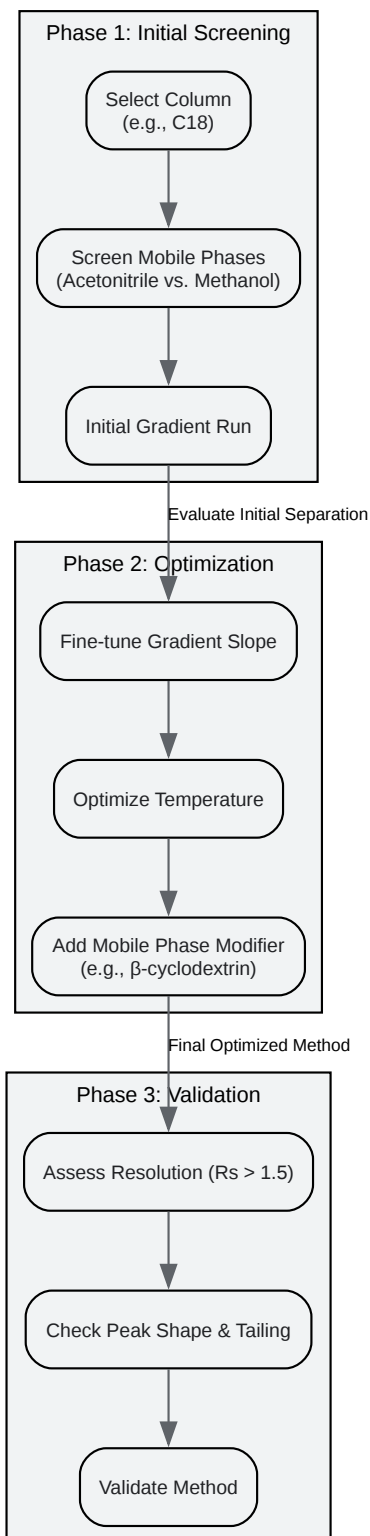 Phase 1: Initial Screening
Select Column
(e.g., C18)
Screen Mobile Phases
(Acetonitrile vs. Methanol)
Initial Gradient Run
Evaluate Initial Separation
Phase 2: Optimization
Fine-tune Gradient Slope
Optimize Temperature
Add Mobile Phase Modifier
(e.g., β-cyclodextrin)
Final Optimized Method
Phase 3: Validation
Assess Resolution (Rs > 1.5)
Check Peak Shape & Tailing
Validate Method